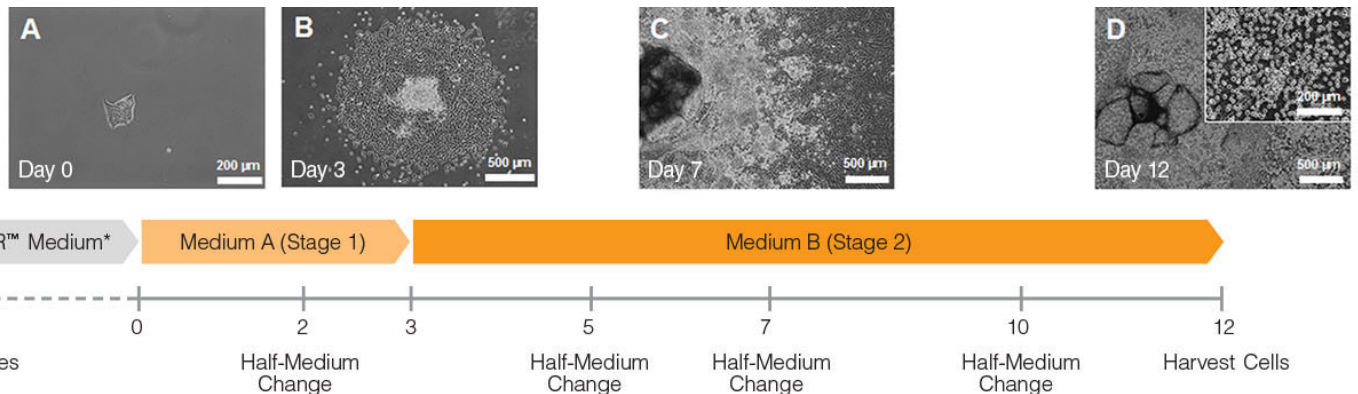 A
Day 0
200 μm
B
Day 3
500 μm
C
Day 7
500 μm
D
Day 12
200 μm
500 μm
R™ Medium*
Medium A (Stage 1)
Medium B (Stage 2)
0
2
3
5
7
10
12
es
Half-Medium
Change
Half-Medium
Change
Half-Medium
Change
Half-Medium
Change
Harvest Cells